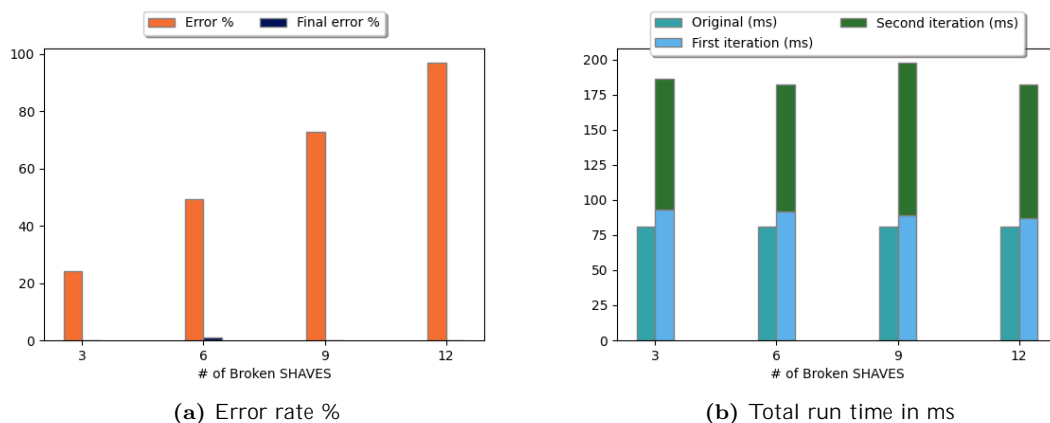 Error %
Final error %
100
80
60
40
20
0
3
6
9
12
# of Broken SHAVES
(a) Error rate %
Original (ms)
First iteration (ms)
Second iteration (ms)
200
175
150
125
100
75
50
25
0
3
6
9
12
# of Broken SHAVES
(b) Total run time in ms